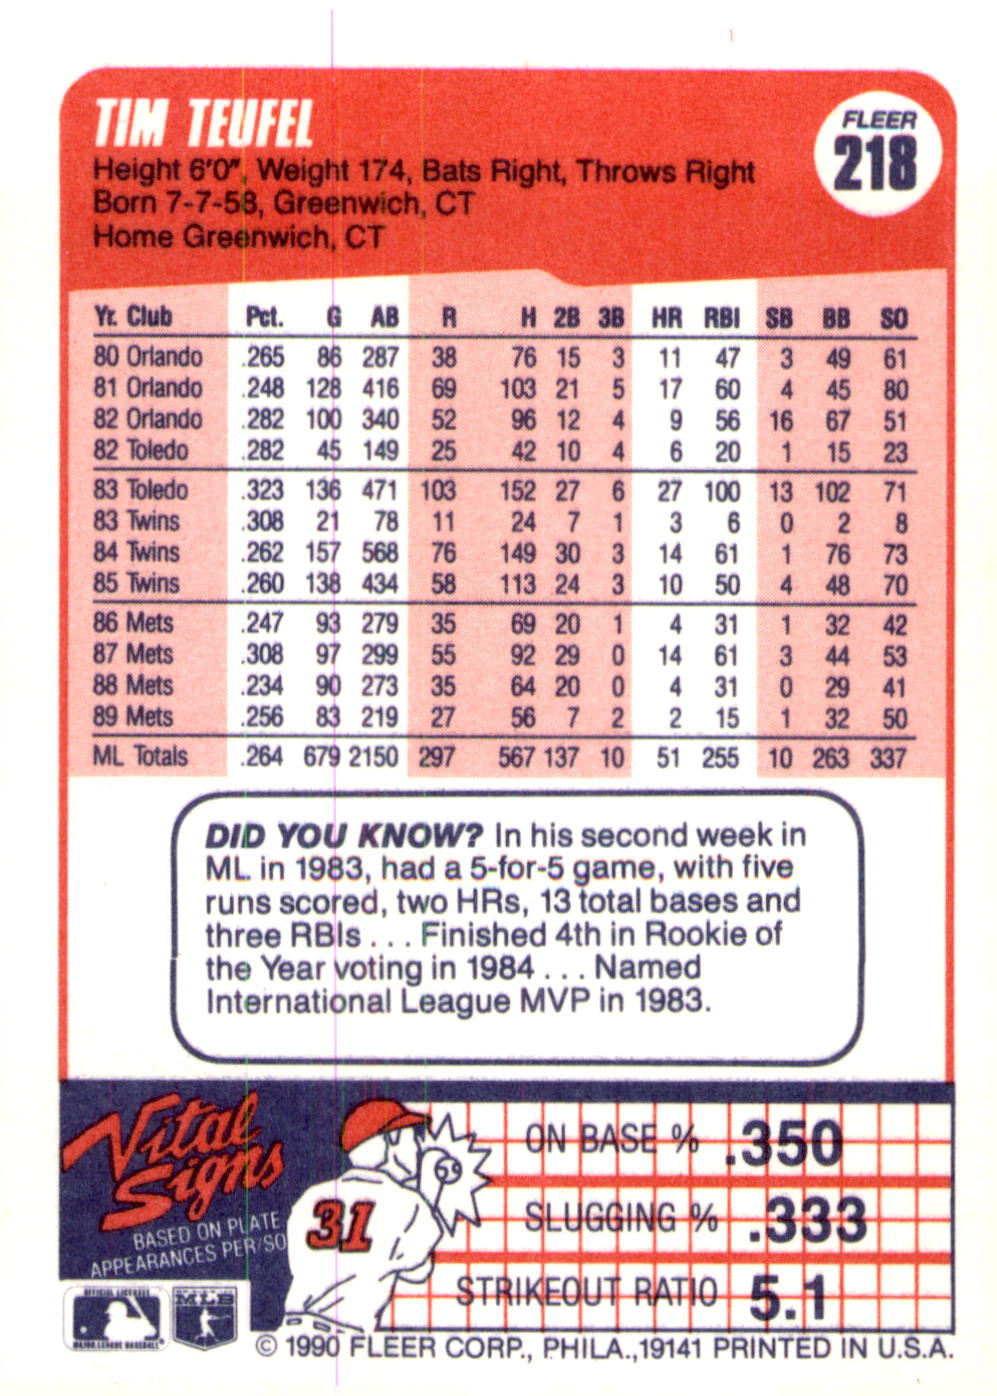 TIM TEUFEL
FLEER
218
Height 6'0", Weight 174, Bats Right, Throws Right
Born 7-7-58, Greenwich, CT
Home Greenwich, CT
Yr. Club Pct. G AB R H 2B 3B HR RBI SB BB SO
80 Orlando .265 86 287 38 76 15 3 11 47 3 49 61
81 Orlando .248 128 416 69 103 21 5 17 60 4 45 80
82 Orlando .282 100 340 52 96 12 4 9 56 16 67 51
82 Toledo .282 45 149 25 42 10 4 6 20 1 15 23
83 Toledo .323 136 471 103 152 27 6 27 100 13 102 71
83 Twins .308 21 78 11 24 7 1 3 6 0 2 8
84 Twins .262 157 568 76 149 30 3 14 61 1 76 73
85 Twins .260 138 434 58 113 24 3 10 50 4 48 70
86 Mets .247 93 279 35 69 20 1 4 31 1 32 42
87 Mets .308 97 299 55 92 29 0 14 61 3 44 53
88 Mets .234 90 273 35 64 20 0 4 31 0 29 41
89 Mets .256 83 219 27 56 7 2 2 15 1 32 50
ML Totals .264 679 2150 297 567 137 10 51 255 10 263 337
DID YOU KNOW? In his second week in
ML in 1983, had a 5-for-5 game, with five
runs scored, two HRs, 13 total bases and
three RBIs . . . Finished 4th in Rookie of
the Year voting in 1984 . . . Named
International League MVP in 1983.
Vital
Signs
BASED ON PLATE
APPEARANCES PER/SO
31
ON BASE % .350
SLUGGING % .333
STRIKEOUT RATIO 5.1
OFFICIAL LICENSEE
MAJOR LEAGUE BASEBALL
MLB
© 1990 FLEER CORP., PHILA.,19141 PRINTED IN U.S.A.